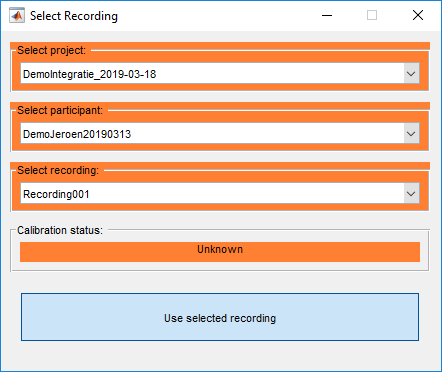 Select Recording
Select project:
DemoIntegratie_2019-03-18
Select participant:
DemoJeroen20190313
Select recording:
Recording001
Calibration status:
Unknown
Use selected recording